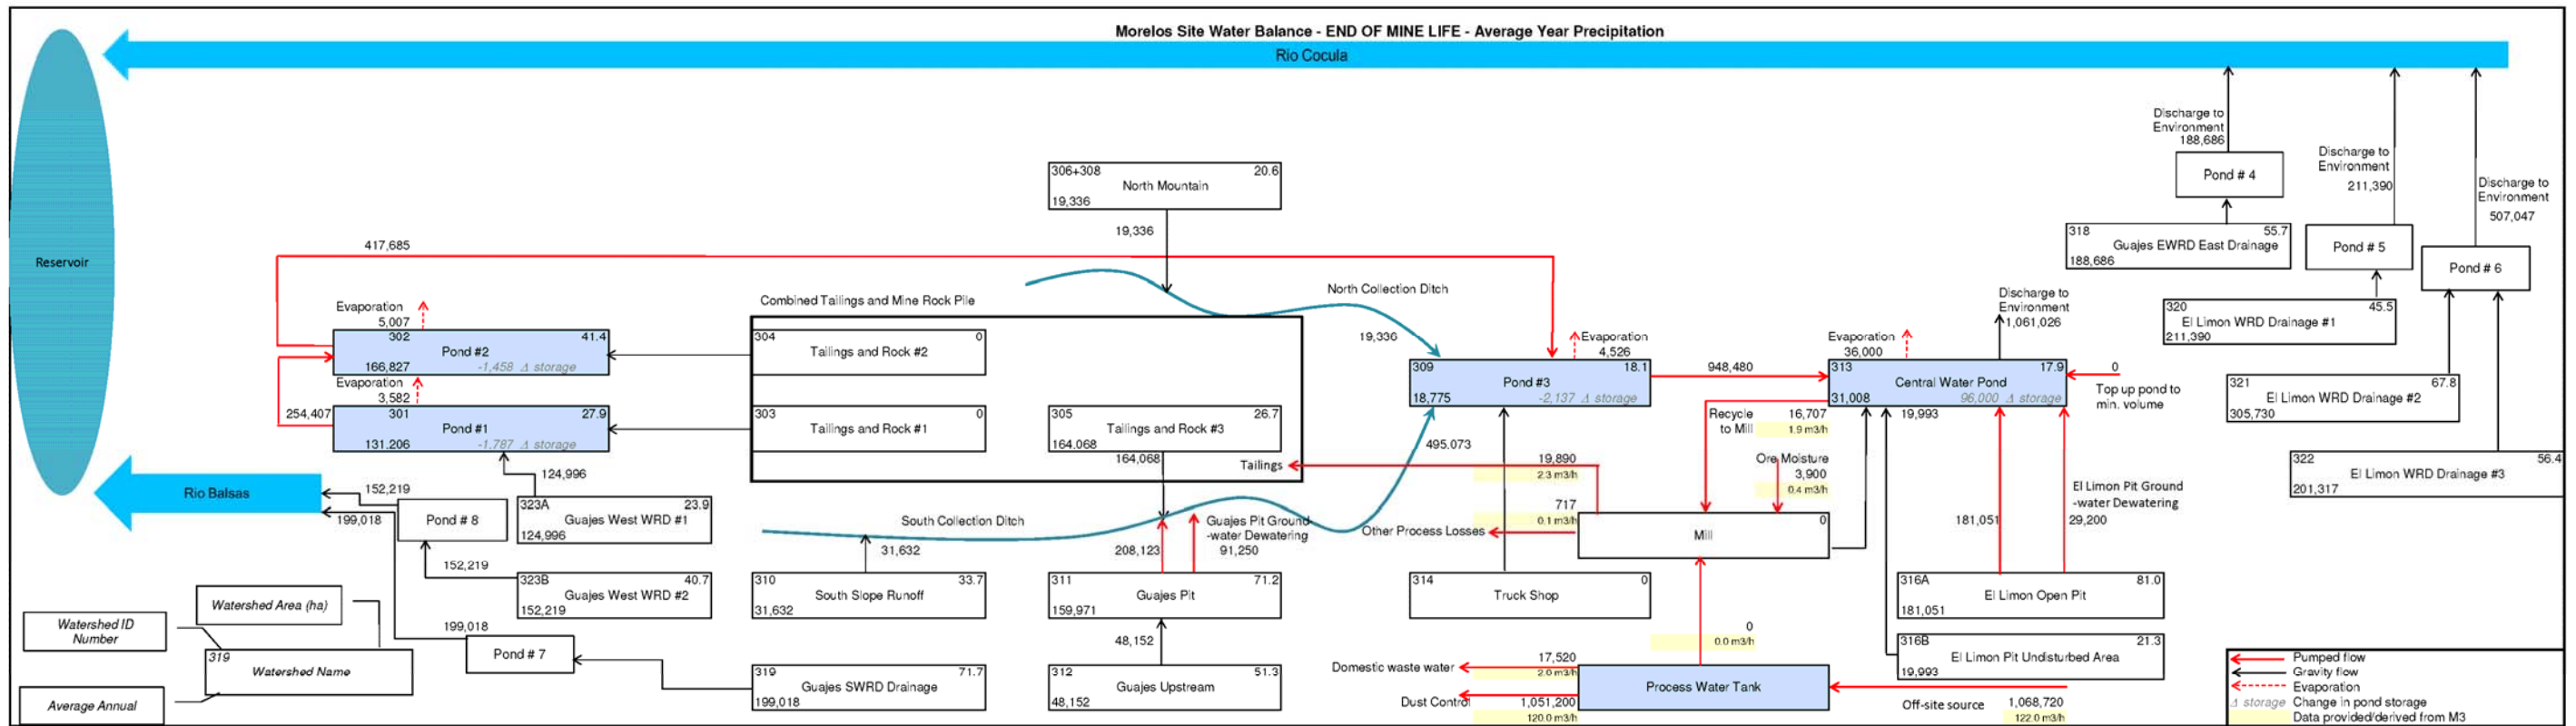 Morelos Site Water Balance - END OF MINE LIFE - Average Year Precipitation
Rio Cocula
Reservoir
Rio Balsas
306+308 20.6
North Mountain
19,336
19,336
417,685
Evaporation
5,007
302 41.4
Pond #2
166,827 -1,458 Δ storage
Evaporation
3,582
254,407
301 27.9
Pond #1
131.206 -1.787 Δ storage
124,996
323A 23.9
Guajes West WRD #1
124,996
152,219
199,018
Pond # 8
152,219
323B 40.7
Guajes West WRD #2
152,219
199,018
Pond # 7
Watershed Area (ha)
Watershed ID
Number
319
Watershed Name
Average Annual
Combined Tailings and Mine Rock Pile
304 0
Tailings and Rock #2
303 0
Tailings and Rock #1
305 26.7
Tailings and Rock #3
164.068
164,068
Tailings
North Collection Ditch
19,336
South Collection Ditch
495.073
31,632
310 33.7
South Slope Runoff
31,632
319 71.7
Guajes SWRD Drainage
199,018
208,123
Guajes Pit Ground
-water Dewatering
91,250
311 71.2
Guajes Pit
159,971
48,152
312 51.3
Guajes Upstream
48,152
Evaporation
4,526
309 18.1
Pond #3
18,775 -2,137 Δ storage
948,480
Evaporation
36,000
Discharge to
Environment
1,061,026
313 17.9
Central Water Pond
31,008 96,000 Δ storage
0
Top up pond to
min. volume
Recycle
to Mill
16,707
1.9 m3/h
19,993
19,890
2.3 m3/h
Ore Moisture
3,900
0.4 m3/h
717
0.1 m3/h
Other Process Losses
0
Mill
314 0
Truck Shop
0
0.0 m3/h
Domestic waste water
17,520
2.0 m3/h
Dust Control
1,051,200
120.0 m3/h
Process Water Tank
Off-site source
1,068,720
122.0 m3/h
181,051
El Limon Pit Ground
-water Dewatering
29,200
316A 81.0
El Limon Open Pit
181,051
316B 21.3
El Limon Pit Undisturbed Area
19,993
Discharge to
Environment
188,686
Pond # 4
318 55.7
Guajes EWRD East Drainage
188,686
Discharge to
Environment
211,390
Pond # 5
320 45.5
El Limon WRD Drainage #1
211,390
Discharge to
Environment
507,047
Pond # 6
321 67.8
El Limon WRD Drainage #2
305,730
322 56.4
El Limon WRD Drainage #3
201,317
Pumped flow
Gravity flow
Evaporation
Δ storage Change in pond storage
Data provided/derived from M3